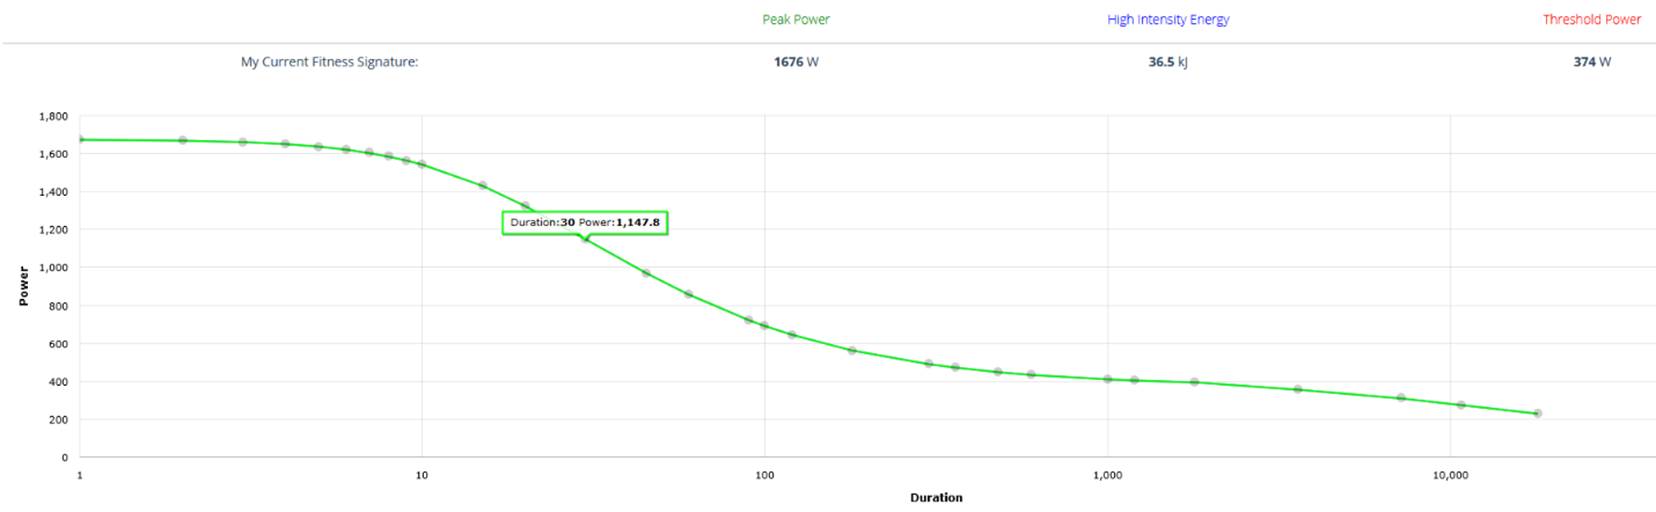 Peak Power High Intensity Energy Threshold Power
My Current Fitness Signature: 1676 W 36.5 kJ 374 W
1,800
1,600
1,400
1,200
1,000
800
600
400
200
0
Power
Duration:30 Power:1,147.8
1 10 100 1,000 10,000
Duration